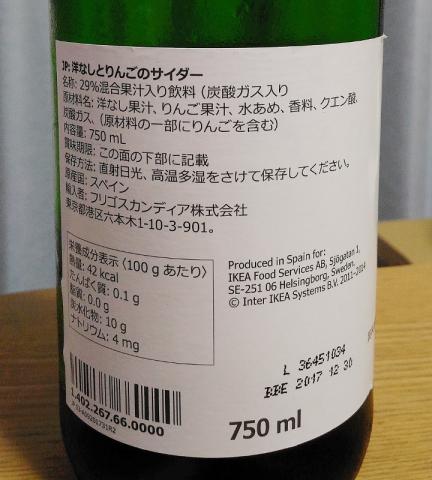 JP: 洋なしとりんごのサイダー
名称: 29%混合果汁入り飲料 (炭酸ガス入り
原材料名: 洋なし果汁、りんご果汁、水あめ、香料、クエン酸、
炭酸ガス、(原材料の一部にりんごを含む)
内容量: 750 mL
賞味期限: この面の下部に記載
保存方法: 直射日光、高温多湿をさけて保存してください。
原産国: スペイン
輸入者: フリゴスカンディア株式会社
東京都港区六本木1-10-3-901。
栄養成分表示 〈100 g あたり〉
熱量: 42 kcal
たんぱく質: 0.1 g
脂質: 0.0 g
炭水化物: 10 g
ナトリウム: 4 mg
Produced in Spain for:
IKEA Food Services AB, Sjögatan 1,
SE-251 06 Helsingborg, Sweden.
© Inter IKEA Systems B.V. 2011-2014
L 36451034
BBE 2017 12 30
.402.267.66.0000
750 ml